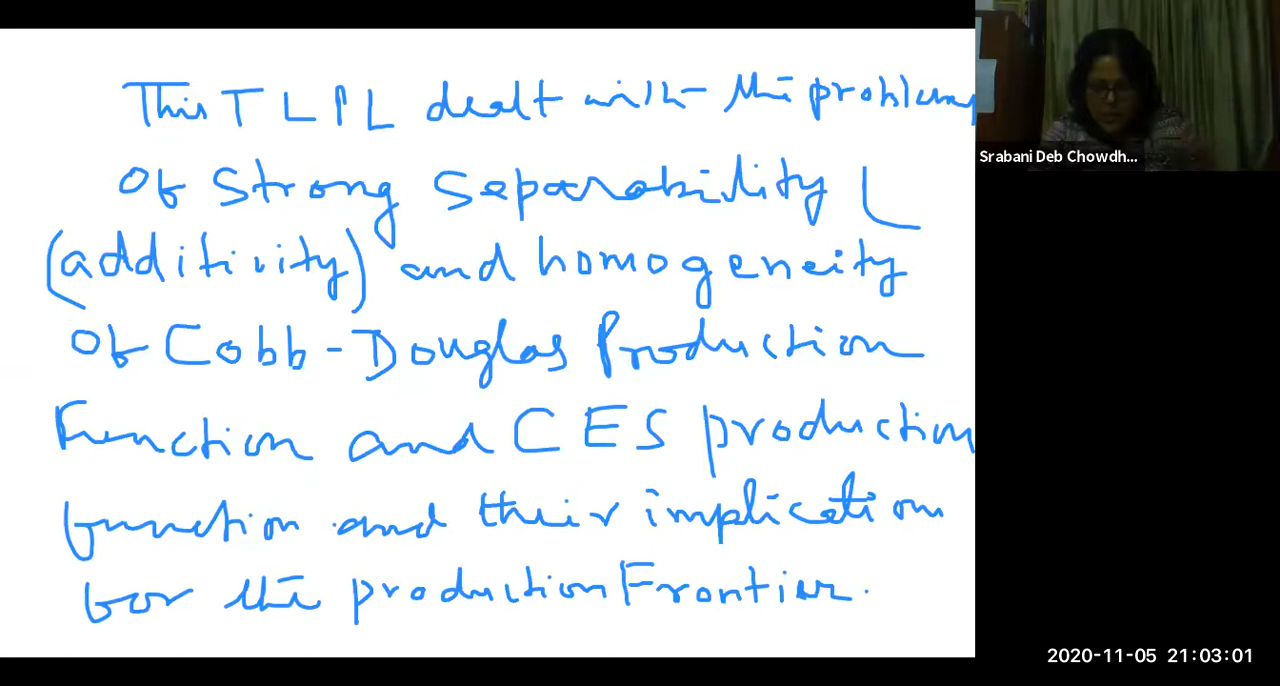 This TLPL dealt with the problems
Of Strong Separability (
(additivity) and homogeneity
Of Cobb-Douglas Production
Function and CES production
function and their implication
for the production Frontier.
Srabani Deb Chowdh...
2020-11-05 21:03:01